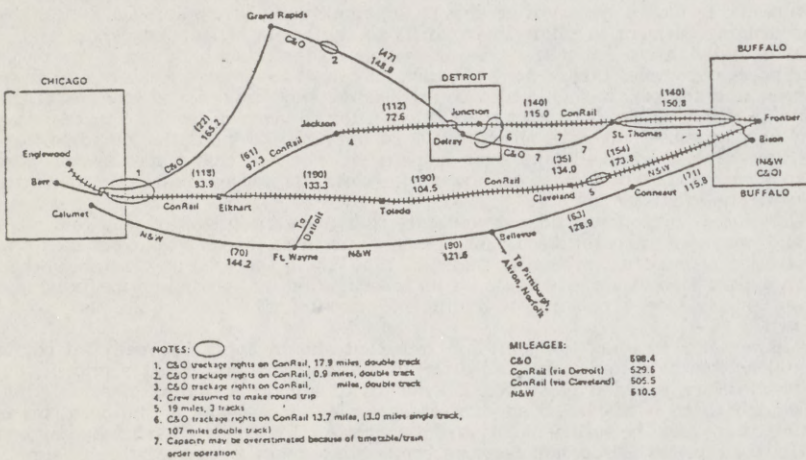 Grand Rapids
C&O
2
(47)
148.9
BUFFALO
CHICAGO
DETROIT
(22)
165.2
C&O
Jackson
(112)
72.6
4
Junction
Delray
(140)
115.0
ConRail
6
7
7
C&O
7
(140)
150.8
St. Thomas
3
Frontier
Bison
(N&W
C&O)
BUFFALO
Englewood
Barr
Calumet
1
(118)
93.9
ConRail
(61)
97.3
ConRail
Elkhart
(190)
133.3
Toledo
(190)
104.5
ConRail
(35)
134.0
Cleveland
5
(154)
173.8
N&W
Conneaut
(71)
115.8
N&W
(70)
144.2
To
Detroit
Ft. Wayne
N&W
(80)
121.6
Bellevue
(63)
128.9
To Pittsburgh,
Akron, Norfolk
NOTES:
1. C&O trackage rights on ConRail, 17.9 miles, double track
2. C&O trackage rights on ConRail, 0.9 miles, double track
3. C&O trackage rights on ConRail, miles, double track
4. Crew assumed to make round trip
5. 19 miles, 3 tracks
6. C&O trackage rights on ConRail 13.7 miles, (3.0 miles single track,
107 miles double track)
7. Capacity may be overestimated because of timetable/train
order operation
MILEAGES:
C&O 598.4
ConRail (via Detroit) 529.6
ConRail (via Cleveland) 505.5
N&W 510.5